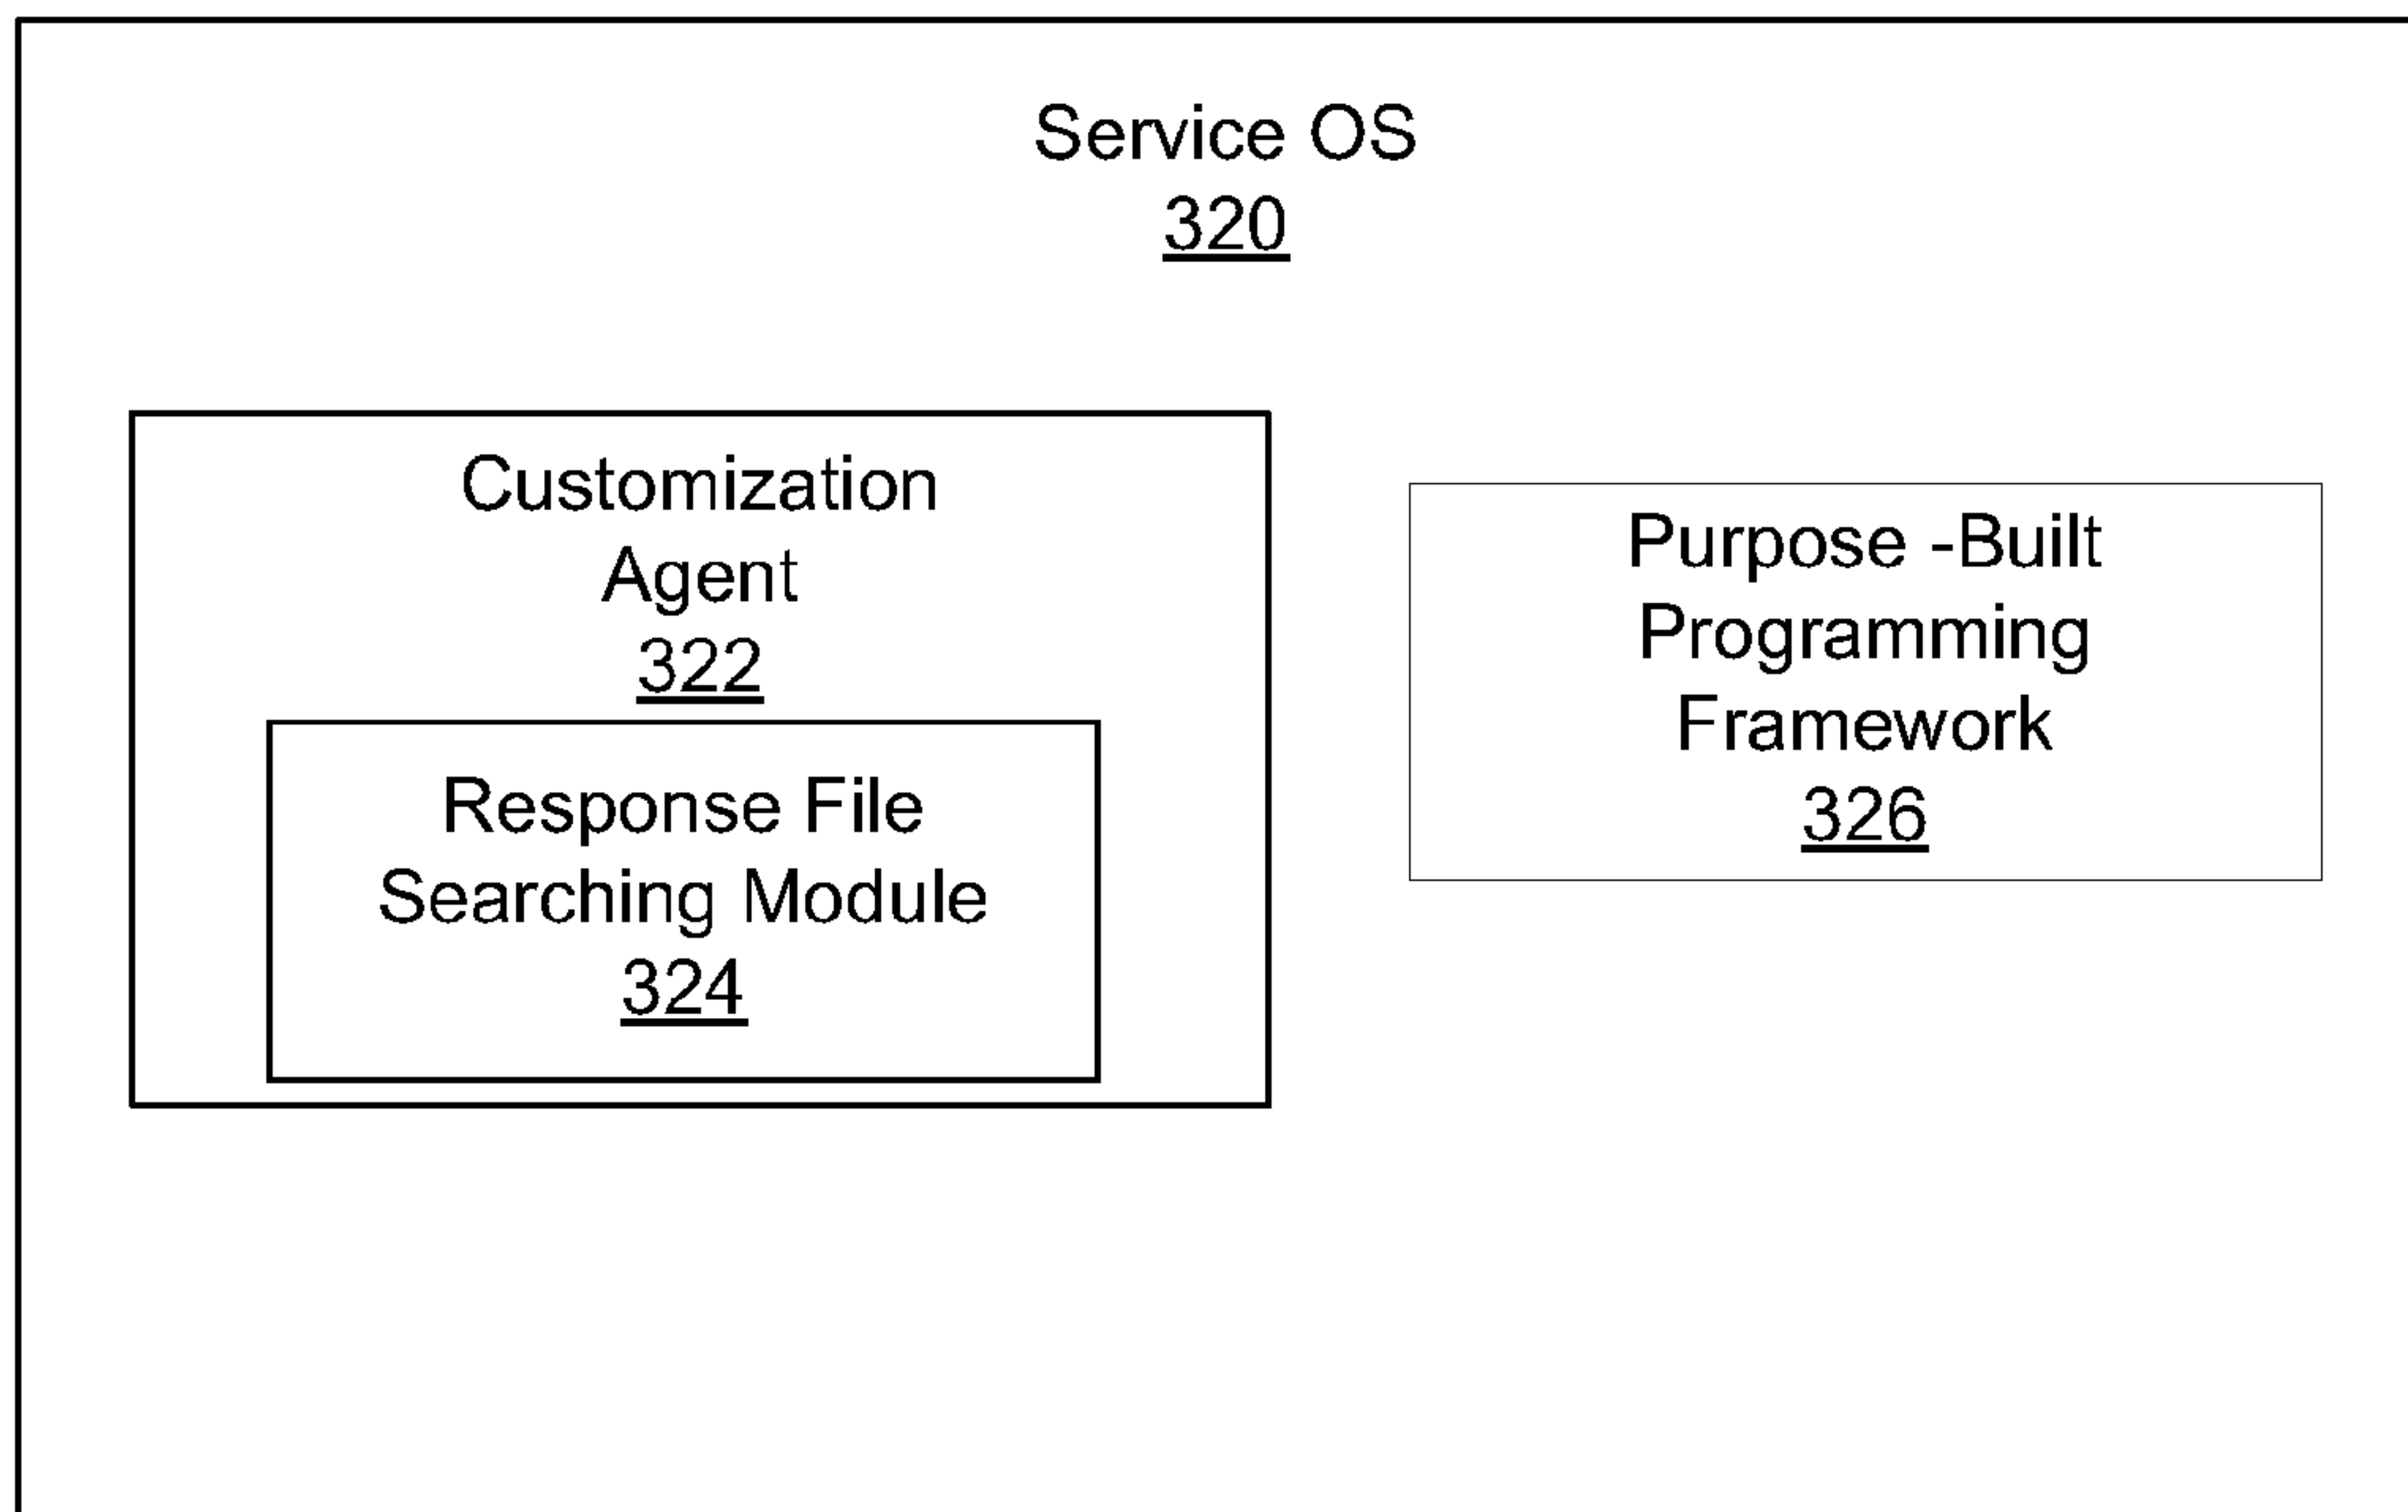 Service OS
320
Customization
Agent
322
Response File
Searching Module
324
Purpose -Built
Programming
Framework
326